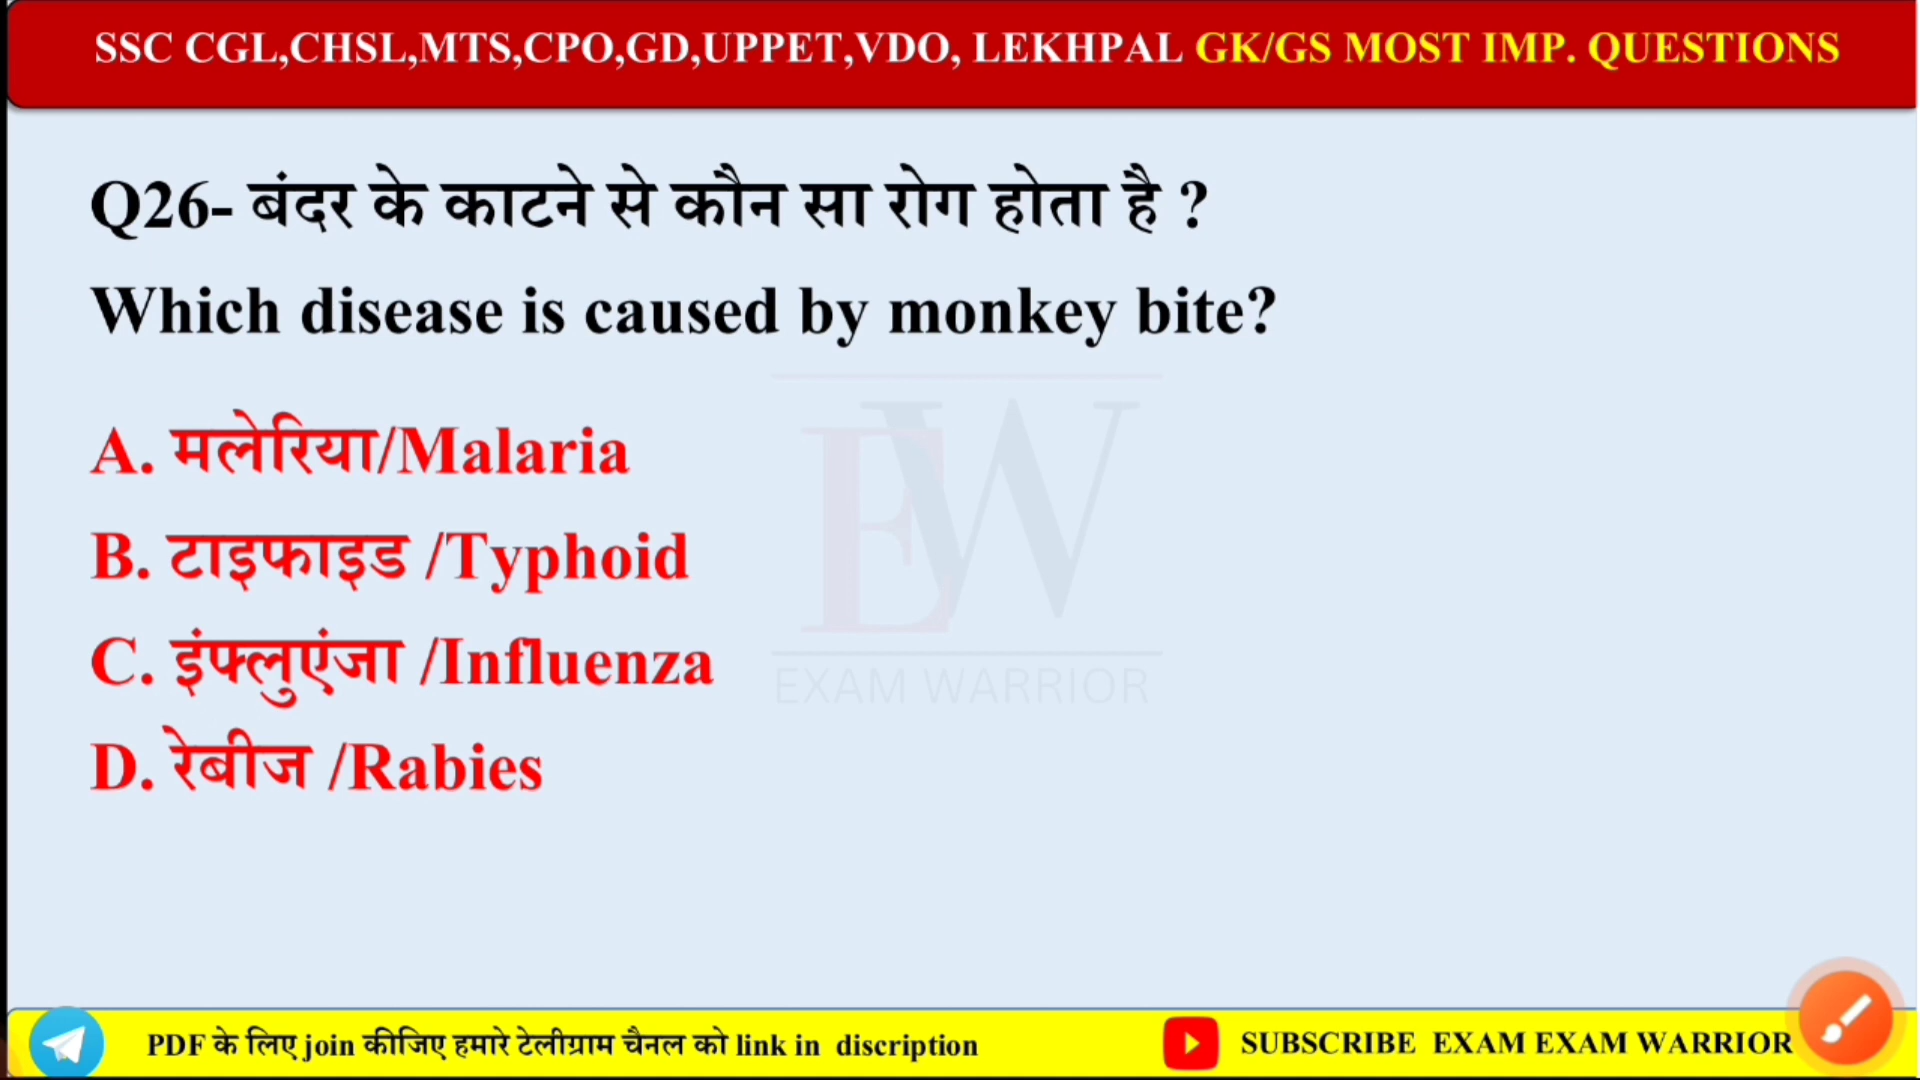 SSC CGL,CHSL,MTS,CPO,GD,UPPET,VDO, LEKHPAL GK/GS MOST IMP. QUESTIONS
Q26- बंदर के काटने से कौन सा रोग होता है ?
Which disease is caused by monkey bite?
A. मलेरिया/Malaria
B. टाइफाइड /Typhoid
C. इंफ्लुएंजा /Influenza
D. रेबीज /Rabies
EW
EXAM WARRIOR
PDF के लिए join कीजिए हमारे टेलीग्राम चैनल को link in discription
SUBSCRIBE EXAM EXAM WARRIOR